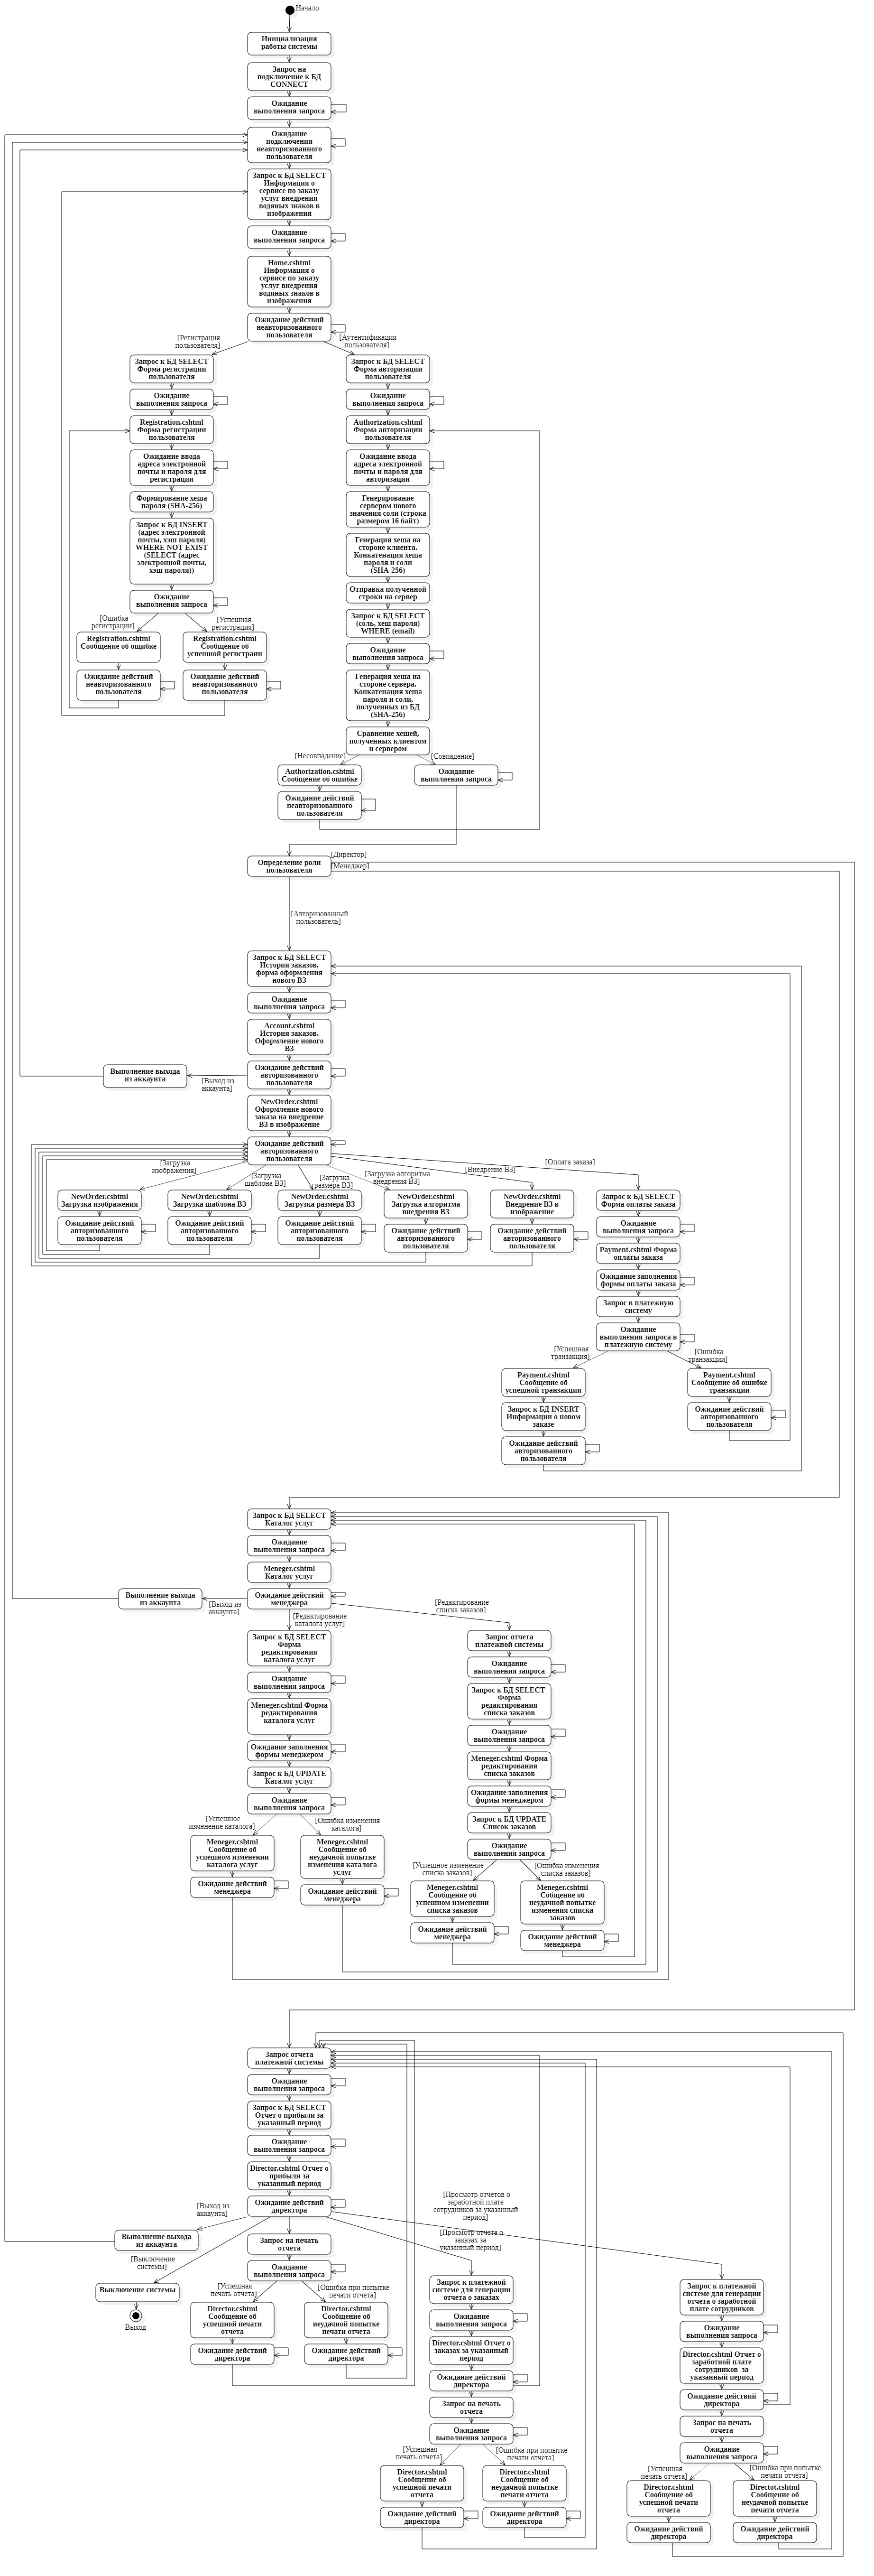 Начало
Инициализация
работы системы
Запрос на
подключение к БД
CONNECT
Ожидание
выполнения запроса
Ожидание
подключения
неавторизованного
пользователя
Запрос к БД SELECT
Информация о
сервисе по заказу
услуг внедрения
водяных знаков в
изображения
Ожидание
выполнения запроса
Home.cshtml
Информация о
сервисе по заказу
услуг внедрения
водяных знаков в
изображения
Ожидание действий
неавторизованного
пользователя
[Регистрация
пользователя]
[Аутентификация
пользователя]
Запрос к БД SELECT
Форма регистрации
пользователя
Ожидание
выполнения запроса
Registration.cshtml
Форма регистрации
пользователя
Ожидание ввода
адреса электронной
почты и пароля для
регистрации
Формирование хеша
пароля (SHA-256)
Запрос к БД INSERT
(адрес электронной
почты, хэш пароля)
WHERE NOT EXIST
(SELECT (адрес
электронной почты,
хэш пароля))
Ожидание
выполнения запроса
[Ошибка
регистрации]
[Успешная
регистрация]
Registration.cshtml
Сообщение об ощибке
Registration.cshtml
Сообщение об
успешной регистраии
Ожидание действий
неавторизованного
пользователя
Ожидание действий
неавторизованного
пользователя
Запрос к БД SELECT
Форма авторизации
пользователя
Ожидание
выполнения запроса
Authorization.cshtml
Форма авторизации
пользователя
Ожидание ввода
адреса электронной
почты и пароля для
авторизации
Генерирование
сервером нового
значения соли (строка
размером 16 байт)
Генерация хеша на
стороне клиента.
Конкатенация хеша
пароля и соли
(SHA-256)
Отправка полученной
строки на сервер
Запрос к БД SELECT
(соль, хеш пароля)
WHERE (email)
Ожидание
выполнения запроса
Генерация хеша на
стороне сервера.
Конкатенация хеша
пароля и соли,
полученных из БД
(SHA-256)
Сравнение хешей,
полученных клиентом
и сервером
[Несовпадение]
[Совпадение]
Authorization.cshtml
Сообщение об ошибке
Ожидание
выполнения запроса
Ожидание действий
неавторизованного
пользователя
Определение роли
пользователя
[Директор]
[Менеджер]
[Авторизованный
пользователь]
Запрос к БД SELECT
История заказов,
форма оформления
нового ВЗ
Ожидание
выполнения запроса
Account.cshtml
История заказов.
Оформление нового
ВЗ
Ожидание действий
авторизованного
пользователя
[Выход из
аккаунта]
Выполнение выхода
из аккаунта
NewOrder.cshtml
Оформление нового
заказа на внедрение
ВЗ в изображение
Ожидание действий
авторизованного
пользователя
[Загрузка
изображения]
[Загрузка
шаблона ВЗ]
[Загрузка
размера ВЗ]
[Загрузка алгоритма
внедрения ВЗ]
[Внедрение ВЗ]
[Оплата заказа]
NewOrder.cshtml
Загрузка изображения
NewOrder.cshtml
Загрузка шаблона ВЗ
NewOrder.cshtml
Загрузка размера ВЗ
NewOrder.cshtml
Загрузка алгоритма
внедрения ВЗ
NewOrder.cshtml
Внедрение ВЗ в
изображение
Ожидание действий
авторизованного
пользователя
Ожидание действий
авторизованного
пользователя
Ожидание действий
авторизованного
пользователя
Ожидание действий
авторизованного
пользователя
Ожидание действий
авторизованного
пользователя
Запрос к БД SELECT
Форма оплаты заказа
Ожидание
выполнения запроса
Payment.cshtml Форма
оплаты заказа
Ожидание заполнения
формы оплаты заказа
Запрос в платежную
систему
Ожидание
выполнения запроса в
платежную систему
[Успешная
транзакция]
[Ошибка
транзакции]
Payment.cshtml
Сообщение об
успешной транзакции
Payment.cshtml
Сообщение об ошибке
транзакции
Запрос к БД INSERT
Информации о новом
заказе
Ожидание действий
авторизованного
пользователя
Ожидание действий
авторизованного
пользователя
Запрос к БД SELECT
Каталог услуг
Ожидание
выполнения запроса
Meneger.cshtml
Каталог услуг
Ожидание действий
менеджера
[Выход из
аккаунта]
Выполнение выхода
из аккаунта
[Редактирование
каталога услуг]
[Редактирование
списка заказов]
Запрос к БД SELECT
Форма
редактирования
каталога услуг
Ожидание
выполнения запроса
Meneger.cshtml Форма
редактирования
каталога услуг
Ожидание заполнения
формы менеджером
Запрос к БД UPDATE
Каталог услуг
Ожидание
выполнения запроса
[Успешное
изменение каталога]
[Ошибка изменения
каталога]
Meneger.cshtml
Сообщение об
успешном изменении
каталога услуг
Meneger.cshtml
Сообщение об
неудачной попытке
изменения каталога
услуг
Ожидание действий
менеджера
Ожидание действий
менеджера
Запрос отчета
платежной системы
Ожидание
выполнения запроса
Запрос к БД SELECT
Форма
редактирования
списка заказов
Ожидание
выполнения запроса
Meneger.cshtml Форма
редактирования
списка заказов
Ожидание заполнения
формы менеджером
Запрос к БД UPDATE
Список заказов
Ожидание
выполнения запроса
[Успешное изменение
списка заказов]
[Ошибка изменения
списка заказов]
Meneger.cshtml
Сообщение об
успешном изменении
списка заказов
Meneger.cshtml
Собщение об
неудачной попытке
изменения списка
заказов
Ожидание действий
менеджера
Ожидание действий
менеджера
Запрос отчета
платежной системы
Ожидание
выполнения запроса
Запрос к БД SELECT
Отчет о прибыли за
указанный период
Ожидание
выполнения запроса
Director.cshtml Отчет о
прибыли за
указанный период
Ожидание действий
директора
[Выход из
аккаунта]
Выполнение выхода
из аккаунта
[Выключение
системы]
Выключение системы
Выход
Запрос на печать
отчета
Ожидание
выполнения запроса
[Успешная
печать отчета]
[Ошибка при попытке
печати отчета]
Director.cshtml
Сообщение об
успешной печати
отчета
Director.cshtml
Сообщение об
неудачной попытке
печати отчета
Ожидание действий
директора
Ожидание действий
директора
[Просмотр отчетов о
заработной плате
сотрудников за указанный
период]
[Просмотр отчета о
заказах за
указанный период]
Запрос к платежной
системе для генерации
отчета о заказах
Ожидание
выполнения запроса
Director.cshtml Отчет о
заказах за указанный
период
Ожидание действий
директора
Запрос на печать
отчета
Ожидание
выполнения запроса
[Успешная
печать отчета]
[Ошибка при попытке
печати отчета]
Director.cshtml
Сообщение об
успешной печати
отчета
Director.cshtml
Сообщение об
неудачной попытке
печати отчета
Ожидание действий
директора
Ожидание действий
директора
Запрос к платежной
системе для генерации
отчета о заработной
плате сотрудников
Ожидание
выполнения запроса
Director.cshtml Отчет о
заработной плате
сотрудников за
указанный период
Ожидание действий
директора
Запрос на печать
отчета
Ожидание
выполнения запроса
[Успешная
печать отчета]
[Ошибка при попытке
печати отчета]
Director.cshtml
Сообщение об
успешной печати
отчета
Directot.cshtml
Сообщение об
неудачной попытке
печати отчета
Ожидание действий
директора
Ожидание действий
директора